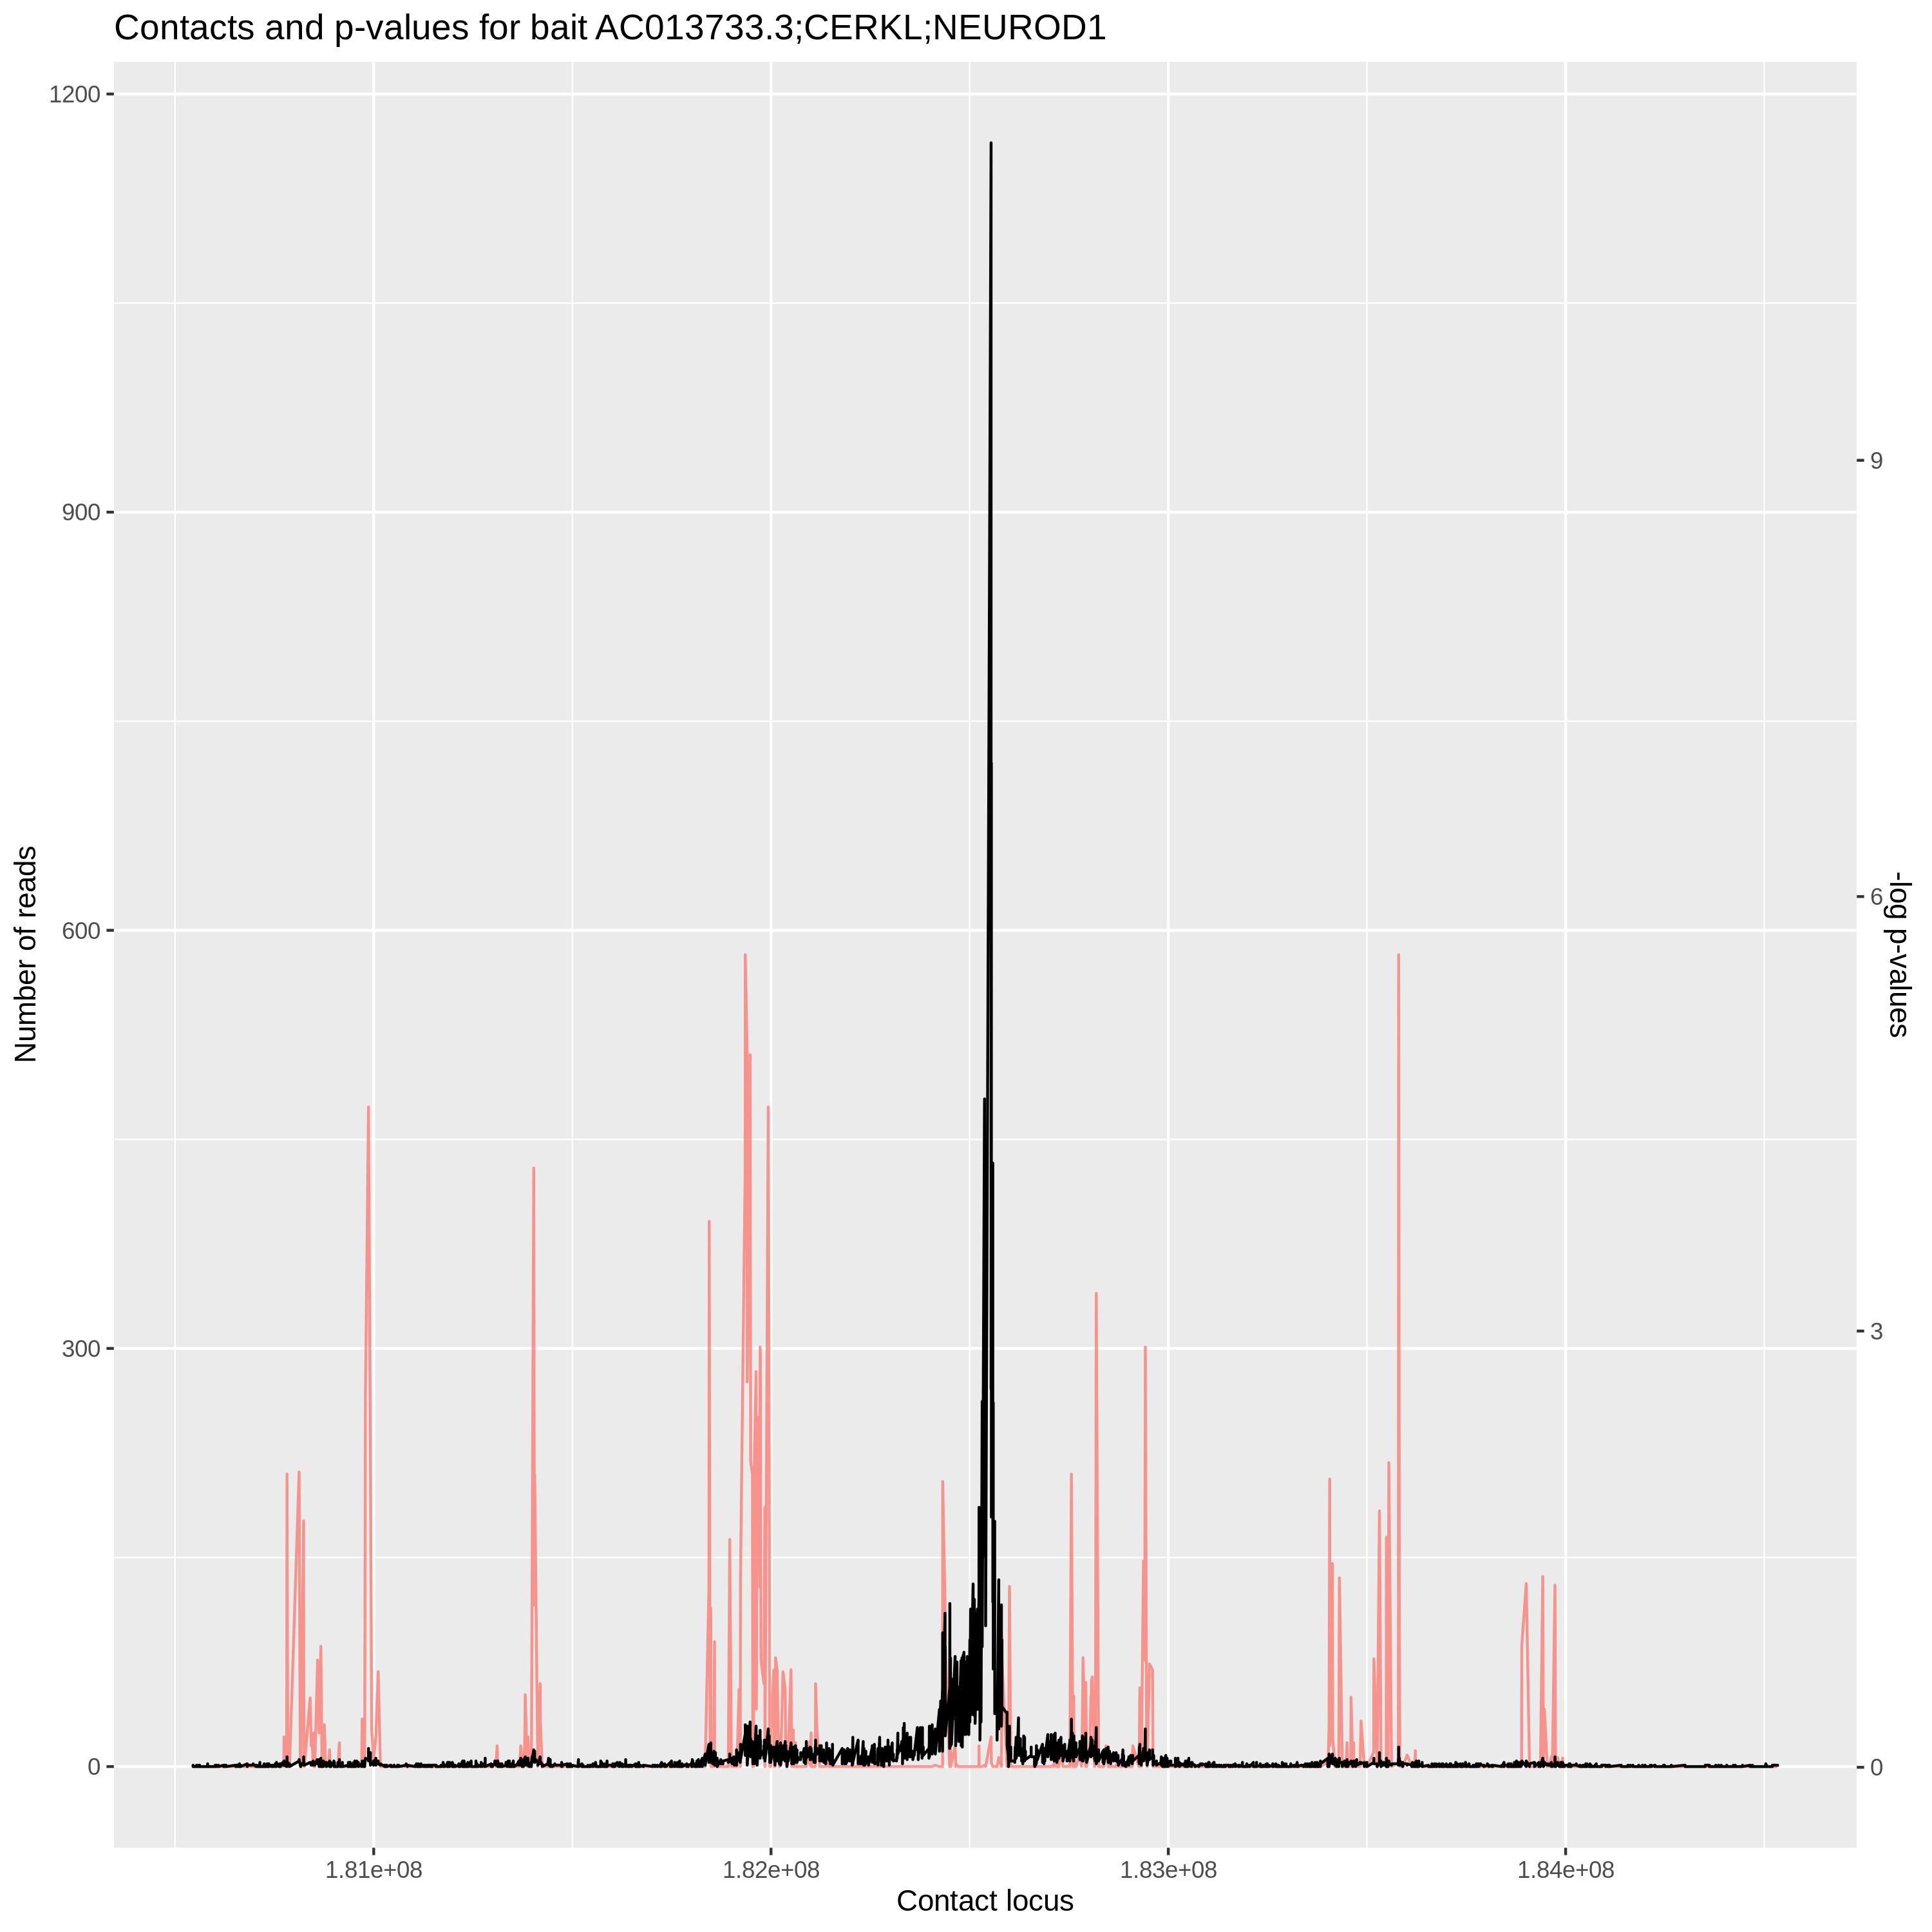 Contacts and p-values for bait AC013733.3;CERKL;NEUROD1
1200
900
600
300
0
Number of reads
9
6
3
0
-log p-values
1.81e+08
1.82e+08
1.83e+08
1.84e+08
Contact locus